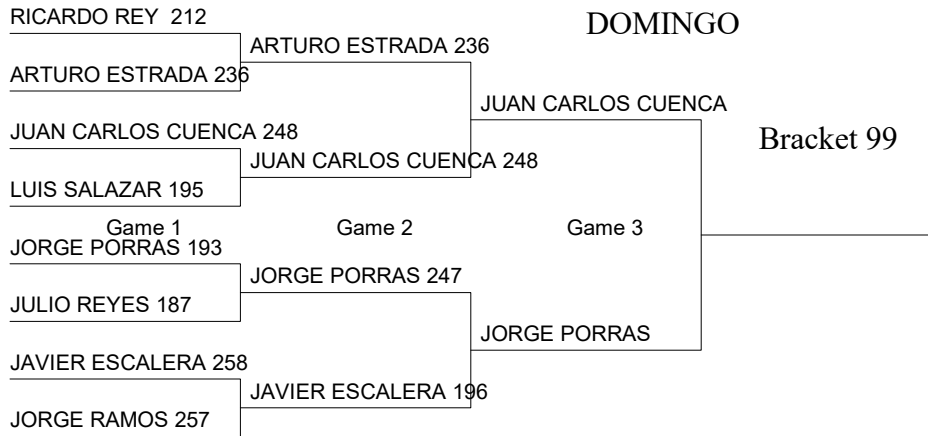 RICARDO REY 212
DOMINGO
ARTURO ESTRADA 236
ARTURO ESTRADA 236
JUAN CARLOS CUENCA
JUAN CARLOS CUENCA 248
Bracket 99
JUAN CARLOS CUENCA 248
LUIS SALAZAR 195
Game 1
Game 2
Game 3
JORGE PORRAS 193
JORGE PORRAS 247
JULIO REYES 187
JORGE PORRAS
JAVIER ESCALERA 258
JAVIER ESCALERA 196
JORGE RAMOS 257